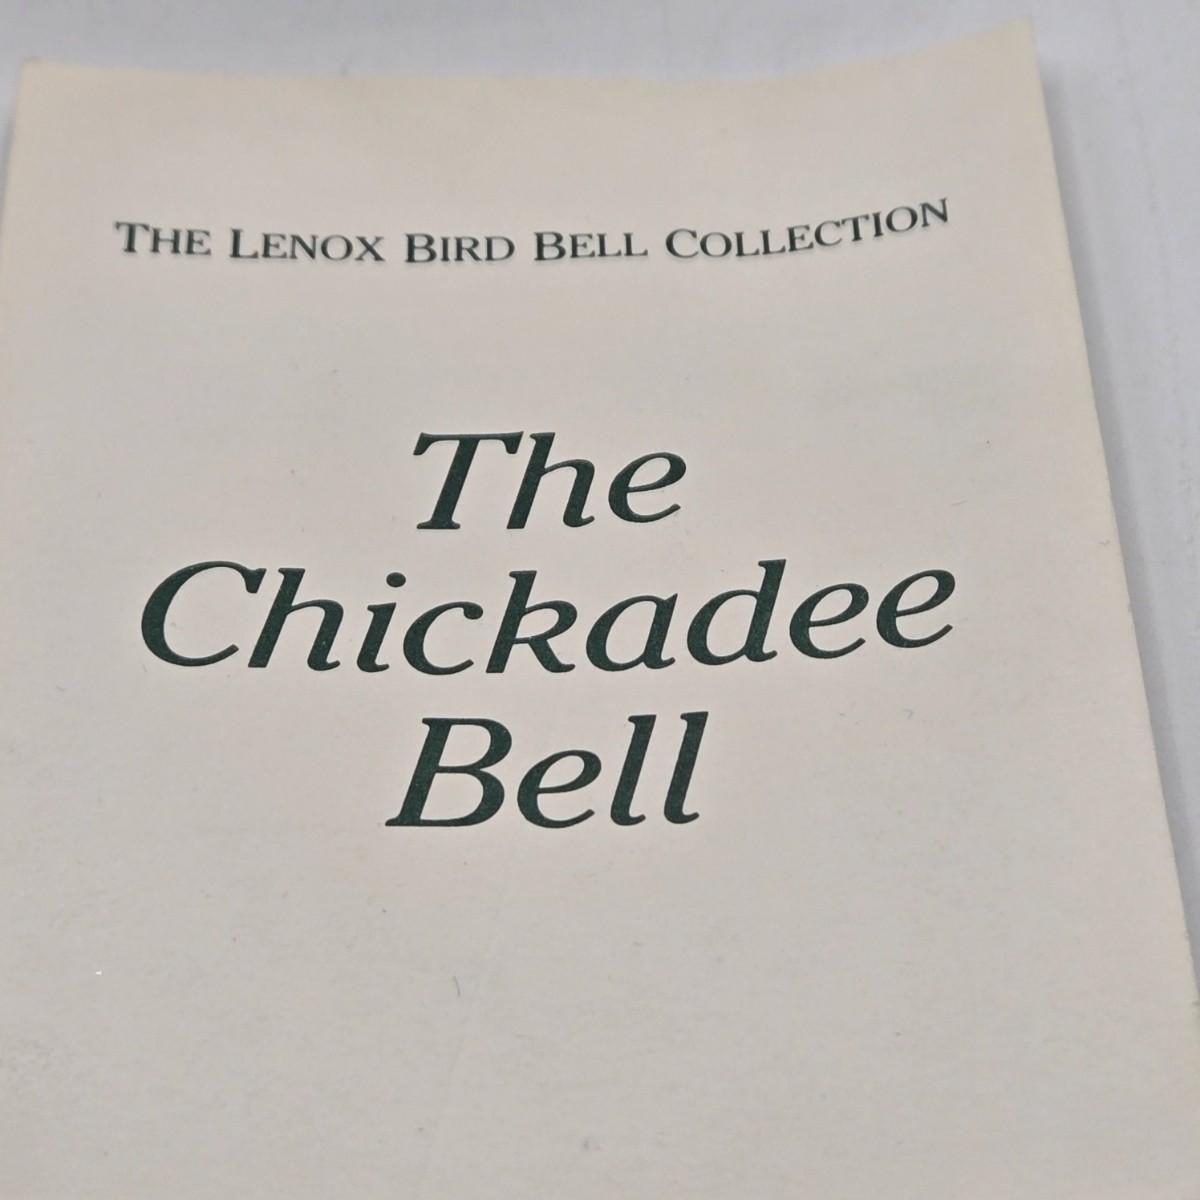 The Lenox Bird Bell Collection
The
Chickadee
Bell